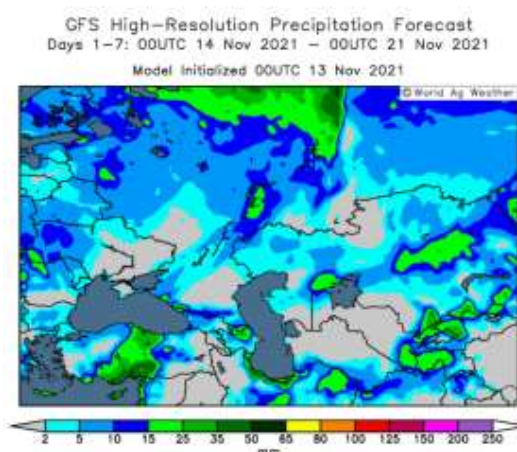 GFS High-Resolution Precipitation Forecast
Days 1-7: 00UTC 14 Nov 2021 - 00UTC 21 Nov 2021
Model Initialized 00UTC 13 Nov 2021
© World Ag Weather
2 5 10 15 25 35 50 65 80 100 125 150 200 250
mm